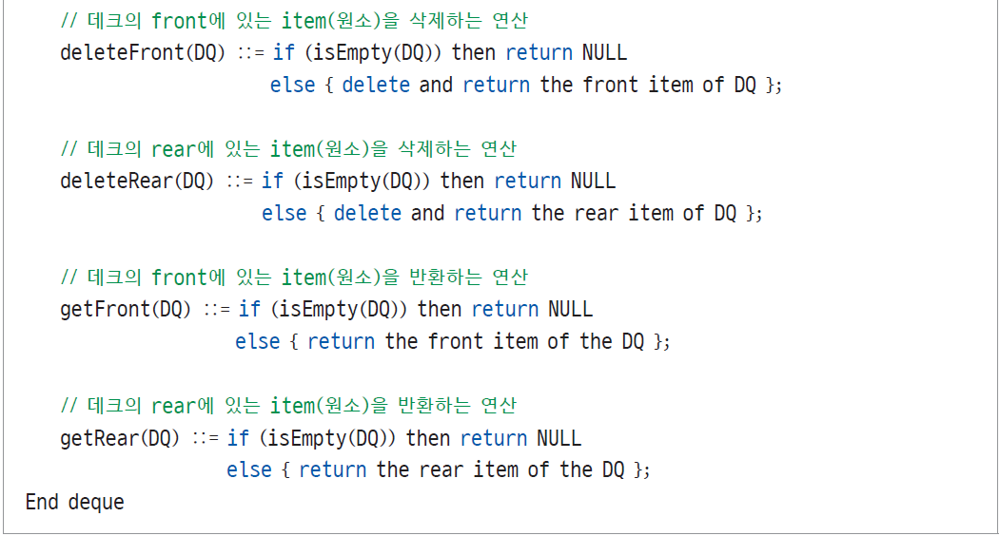 // 데크의 front에 있는 item(원소)을 삭제하는 연산
deleteFront(DQ) ::= if (isEmpty(DQ)) then return NULL
else { delete and return the front item of DQ };
// 데크의 rear에 있는 item(원소)을 삭제하는 연산
deleteRear(DQ) ::= if (isEmpty(DQ)) then return NULL
else { delete and return the rear item of DQ };
// 데크의 front에 있는 item(원소)을 반환하는 연산
getFront(DQ) ::= if (isEmpty(DQ)) then return NULL
else { return the front item of the DQ };
// 데크의 rear에 있는 item(원소)을 반환하는 연산
getRear(DQ) ::= if (isEmpty(DQ)) then return NULL
else { return the rear item of the DQ };
End deque